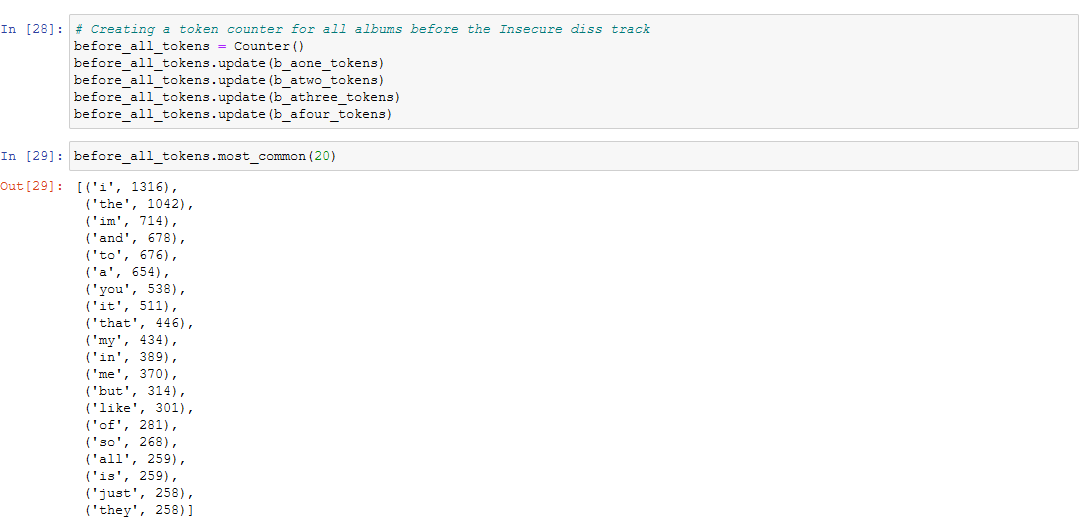 In [28]: # Creating a token counter for all albums before the Insecure diss track
before_all_tokens = Counter()
before_all_tokens.update(b_aone_tokens)
before_all_tokens.update(b_atwo_tokens)
before_all_tokens.update(b_athree_tokens)
before_all_tokens.update(b_afour_tokens)
In [29]: before_all_tokens.most_common(20)
Out[29]: [('i', 1316),
('the', 1042),
('im', 714),
('and', 678),
('to', 676),
('a', 654),
('you', 538),
('it', 511),
('that', 446),
('my', 434),
('in', 389),
('me', 370),
('but', 314),
('like', 301),
('of', 281),
('so', 268),
('all', 259),
('is', 259),
('just', 258),
('they', 258)]